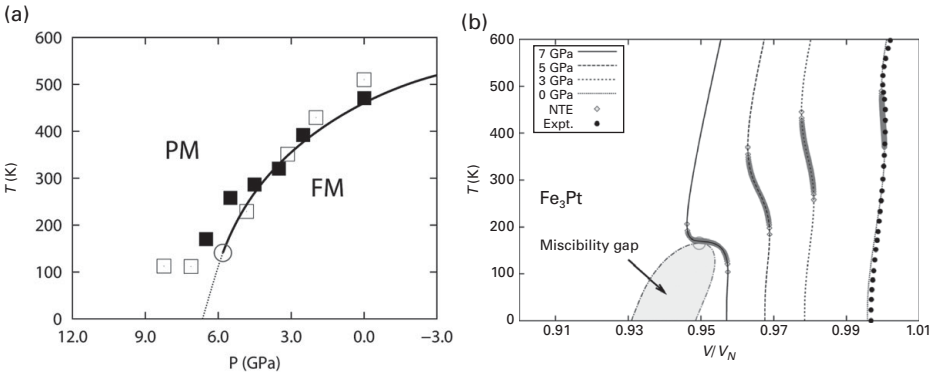 (a)
600
500
400
300
200
100
0
T (K)
PM
FM
12.0 9.0 6.0 3.0 0.0 −3.0
P (GPa)
(b)
600
500
400
300
200
100
0
T (K)
7 GPa
5 GPa
3 GPa
0 GPa
NTE
Expt.
Fe₃Pt
Miscibility gap
0.91 0.93 0.95 0.97 0.99 1.01
V/V_N